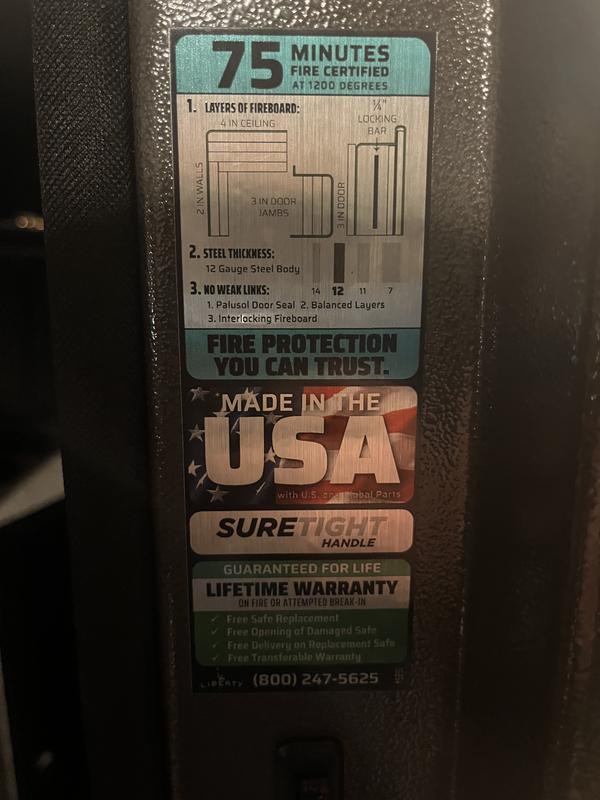 75 MINUTES
FIRE CERTIFIED
AT 1200 DEGREES
1. LAYERS OF FIREBOARD:
4 IN CEILING
¼"
LOCKING
BAR
2 IN WALLS
3 IN DOOR
JAMBS
3 IN DOOR
2. STEEL THICKNESS:
12 Gauge Steel Body
14 12 11 7
3. NO WEAK LINKS:
1. Palusol Door Seal 2. Balanced Layers
3. Interlocking Fireboard
FIRE PROTECTION
YOU CAN TRUST.
MADE IN THE
USA
with U.S. and Global Parts
SURETIGHT
HANDLE
GUARANTEED FOR LIFE
LIFETIME WARRANTY
ON FIRE OR ATTEMPTED BREAK-IN
✓ Free Safe Replacement
✓ Free Opening of Damaged Safe
✓ Free Delivery on Replacement Safe
✓ Free Transferable Warranty
LIBERTY (800) 247-5625